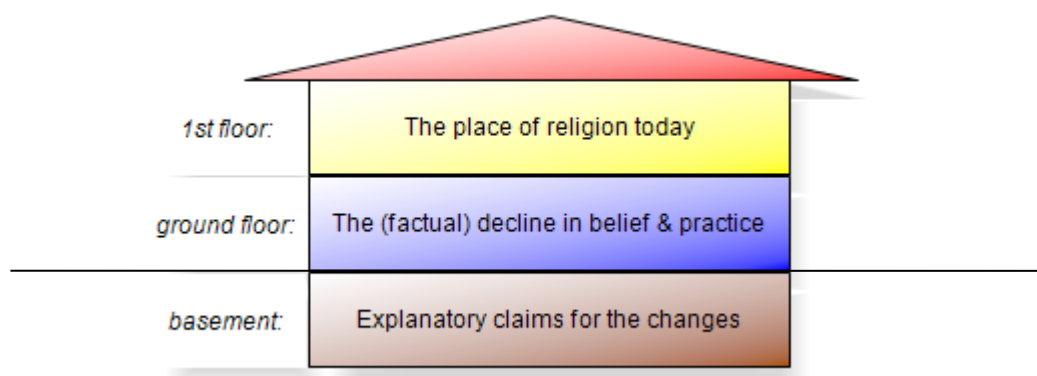 1st floor: The place of religion today
ground floor: The (factual) decline in belief & practice
basement: Explanatory claims for the changes